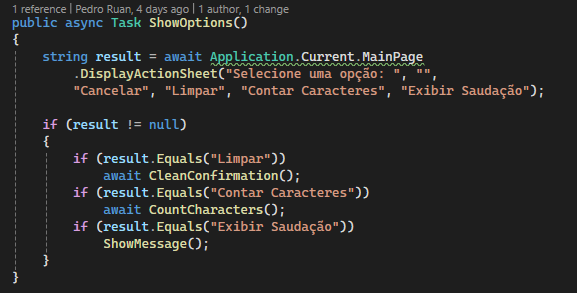 1 reference | Pedro Ruan, 4 days ago | 1 author, 1 change
public async Task ShowOptions()
{
    string result = await Application.Current.MainPage
        .DisplayActionSheet("Selecione uma opção: ", "",
        "Cancelar", "Limpar", "Contar Caracteres", "Exibir Saudação");

    if (result != null)
    {
        if (result.Equals("Limpar"))
            await CleanConfirmation();
        if (result.Equals("Contar Caracteres"))
            await CountCharacters();
        if (result.Equals("Exibir Saudação"))
            ShowMessage();
    }
}